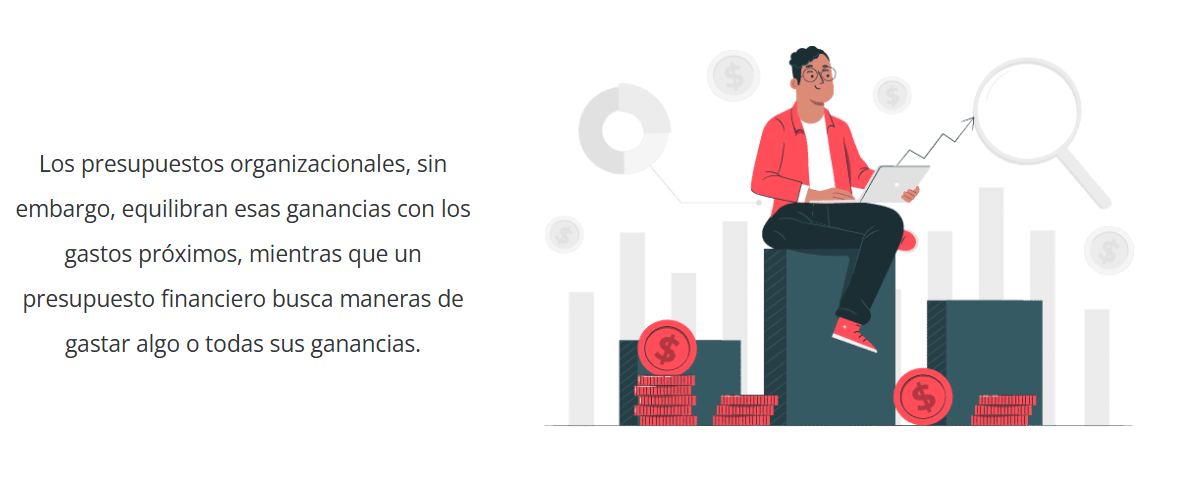 Los presupuestos organizacionales, sin
embargo, equilibran esas ganancias con los
gastos próximos, mientras que un
presupuesto financiero busca maneras de
gastar algo o todas sus ganancias.